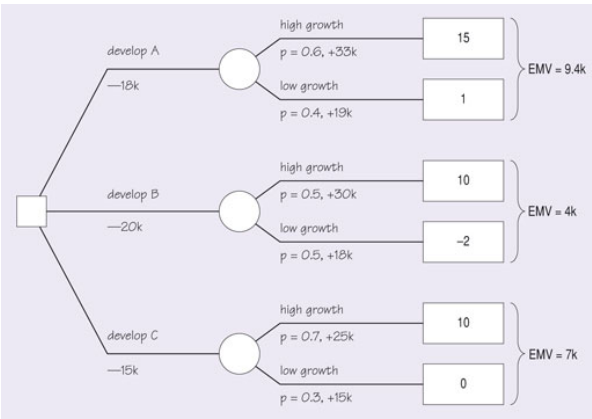 high growth
p = 0.6, +33k
15
develop A
—18k
EMV = 9.4k
low growth
p = 0.4, +19k
1
high growth
p = 0.5, +30k
10
develop B
—20k
EMV = 4k
low growth
p = 0.5, +18k
–2
high growth
p = 0.7, +25k
10
develop C
—15k
EMV = 7k
low growth
p = 0.3, +15k
0